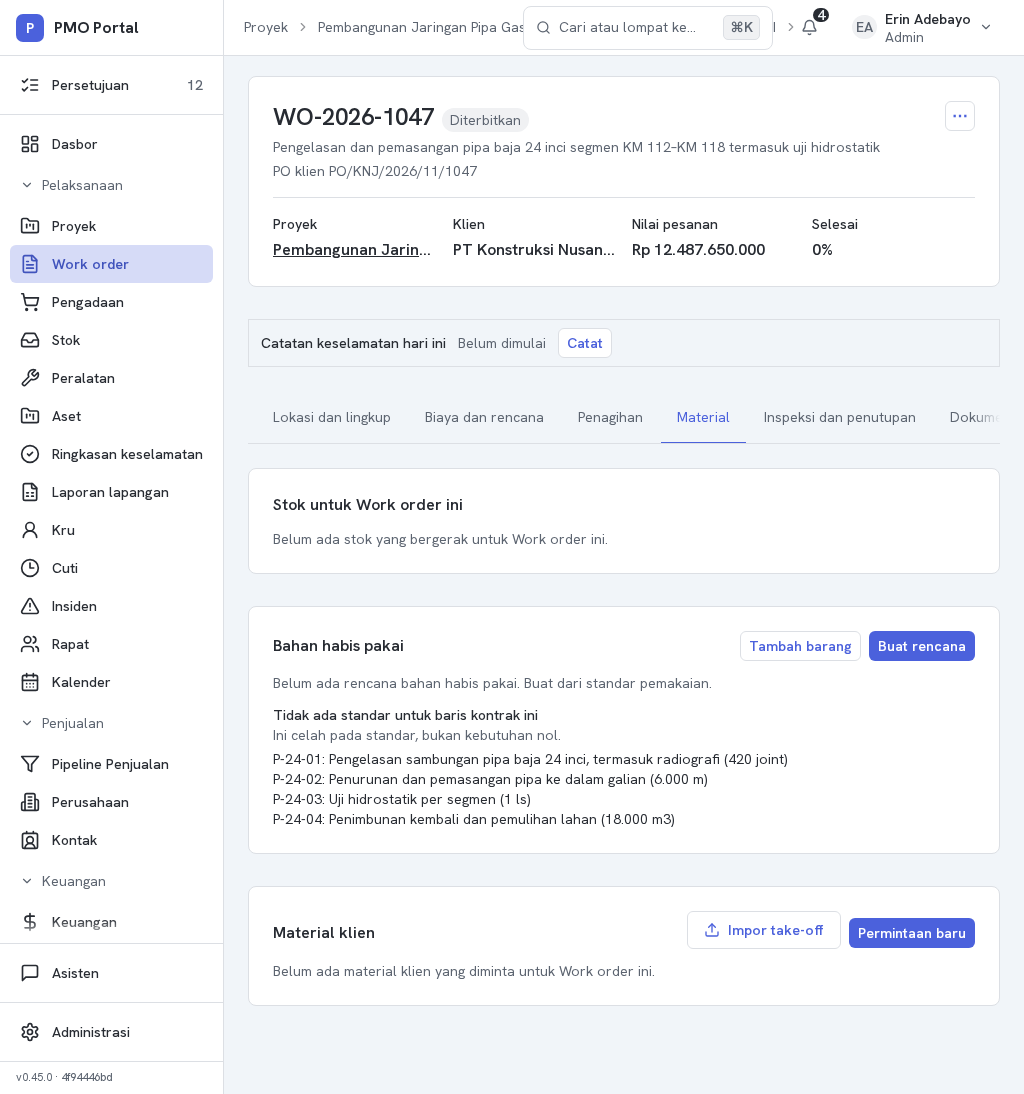 P PMO Portal
Proyek
Pembangunan Jaringan Pipa Gas
Cari atau lompat ke...
⌘K
4
EA
Erin Adebayo
Admin
Persetujuan 12
Dasbor
Pelaksanaan
Proyek
Work order
Pengadaan
Stok
Peralatan
Aset
Ringkasan keselamatan
Laporan lapangan
Kru
Cuti
Insiden
Rapat
Kalender
Penjualan
Pipeline Penjualan
Perusahaan
Kontak
Keuangan
Keuangan
Asisten
Administrasi
v0.45.0 · 4f94446bd
WO-2026-1047 Diterbitkan
Pengelasan dan pemasangan pipa baja 24 inci segmen KM 112–KM 118 termasuk uji hidrostatik
PO klien PO/KNJ/2026/11/1047
Proyek Klien Nilai pesanan Selesai
Pembangunan Jarin... PT Konstruksi Nusan... Rp 12.487.650.000 0%
Catatan keselamatan hari ini Belum dimulai Catat
Lokasi dan lingkup Biaya dan rencana Penagihan Material Inspeksi dan penutupan Dokum
Stok untuk Work order ini
Belum ada stok yang bergerak untuk Work order ini.
Bahan habis pakai Tambah barang Buat rencana
Belum ada rencana bahan habis pakai. Buat dari standar pemakaian.
Tidak ada standar untuk baris kontrak ini
Ini celah pada standar, bukan kebutuhan nol.
P-24-01: Pengelasan sambungan pipa baja 24 inci, termasuk radiografi (420 joint)
P-24-02: Penurunan dan pemasangan pipa ke dalam galian (6.000 m)
P-24-03: Uji hidrostatik per segmen (1 ls)
P-24-04: Penimbunan kembali dan pemulihan lahan (18.000 m3)
Material klien Impor take-off Permintaan baru
Belum ada material klien yang diminta untuk Work order ini.